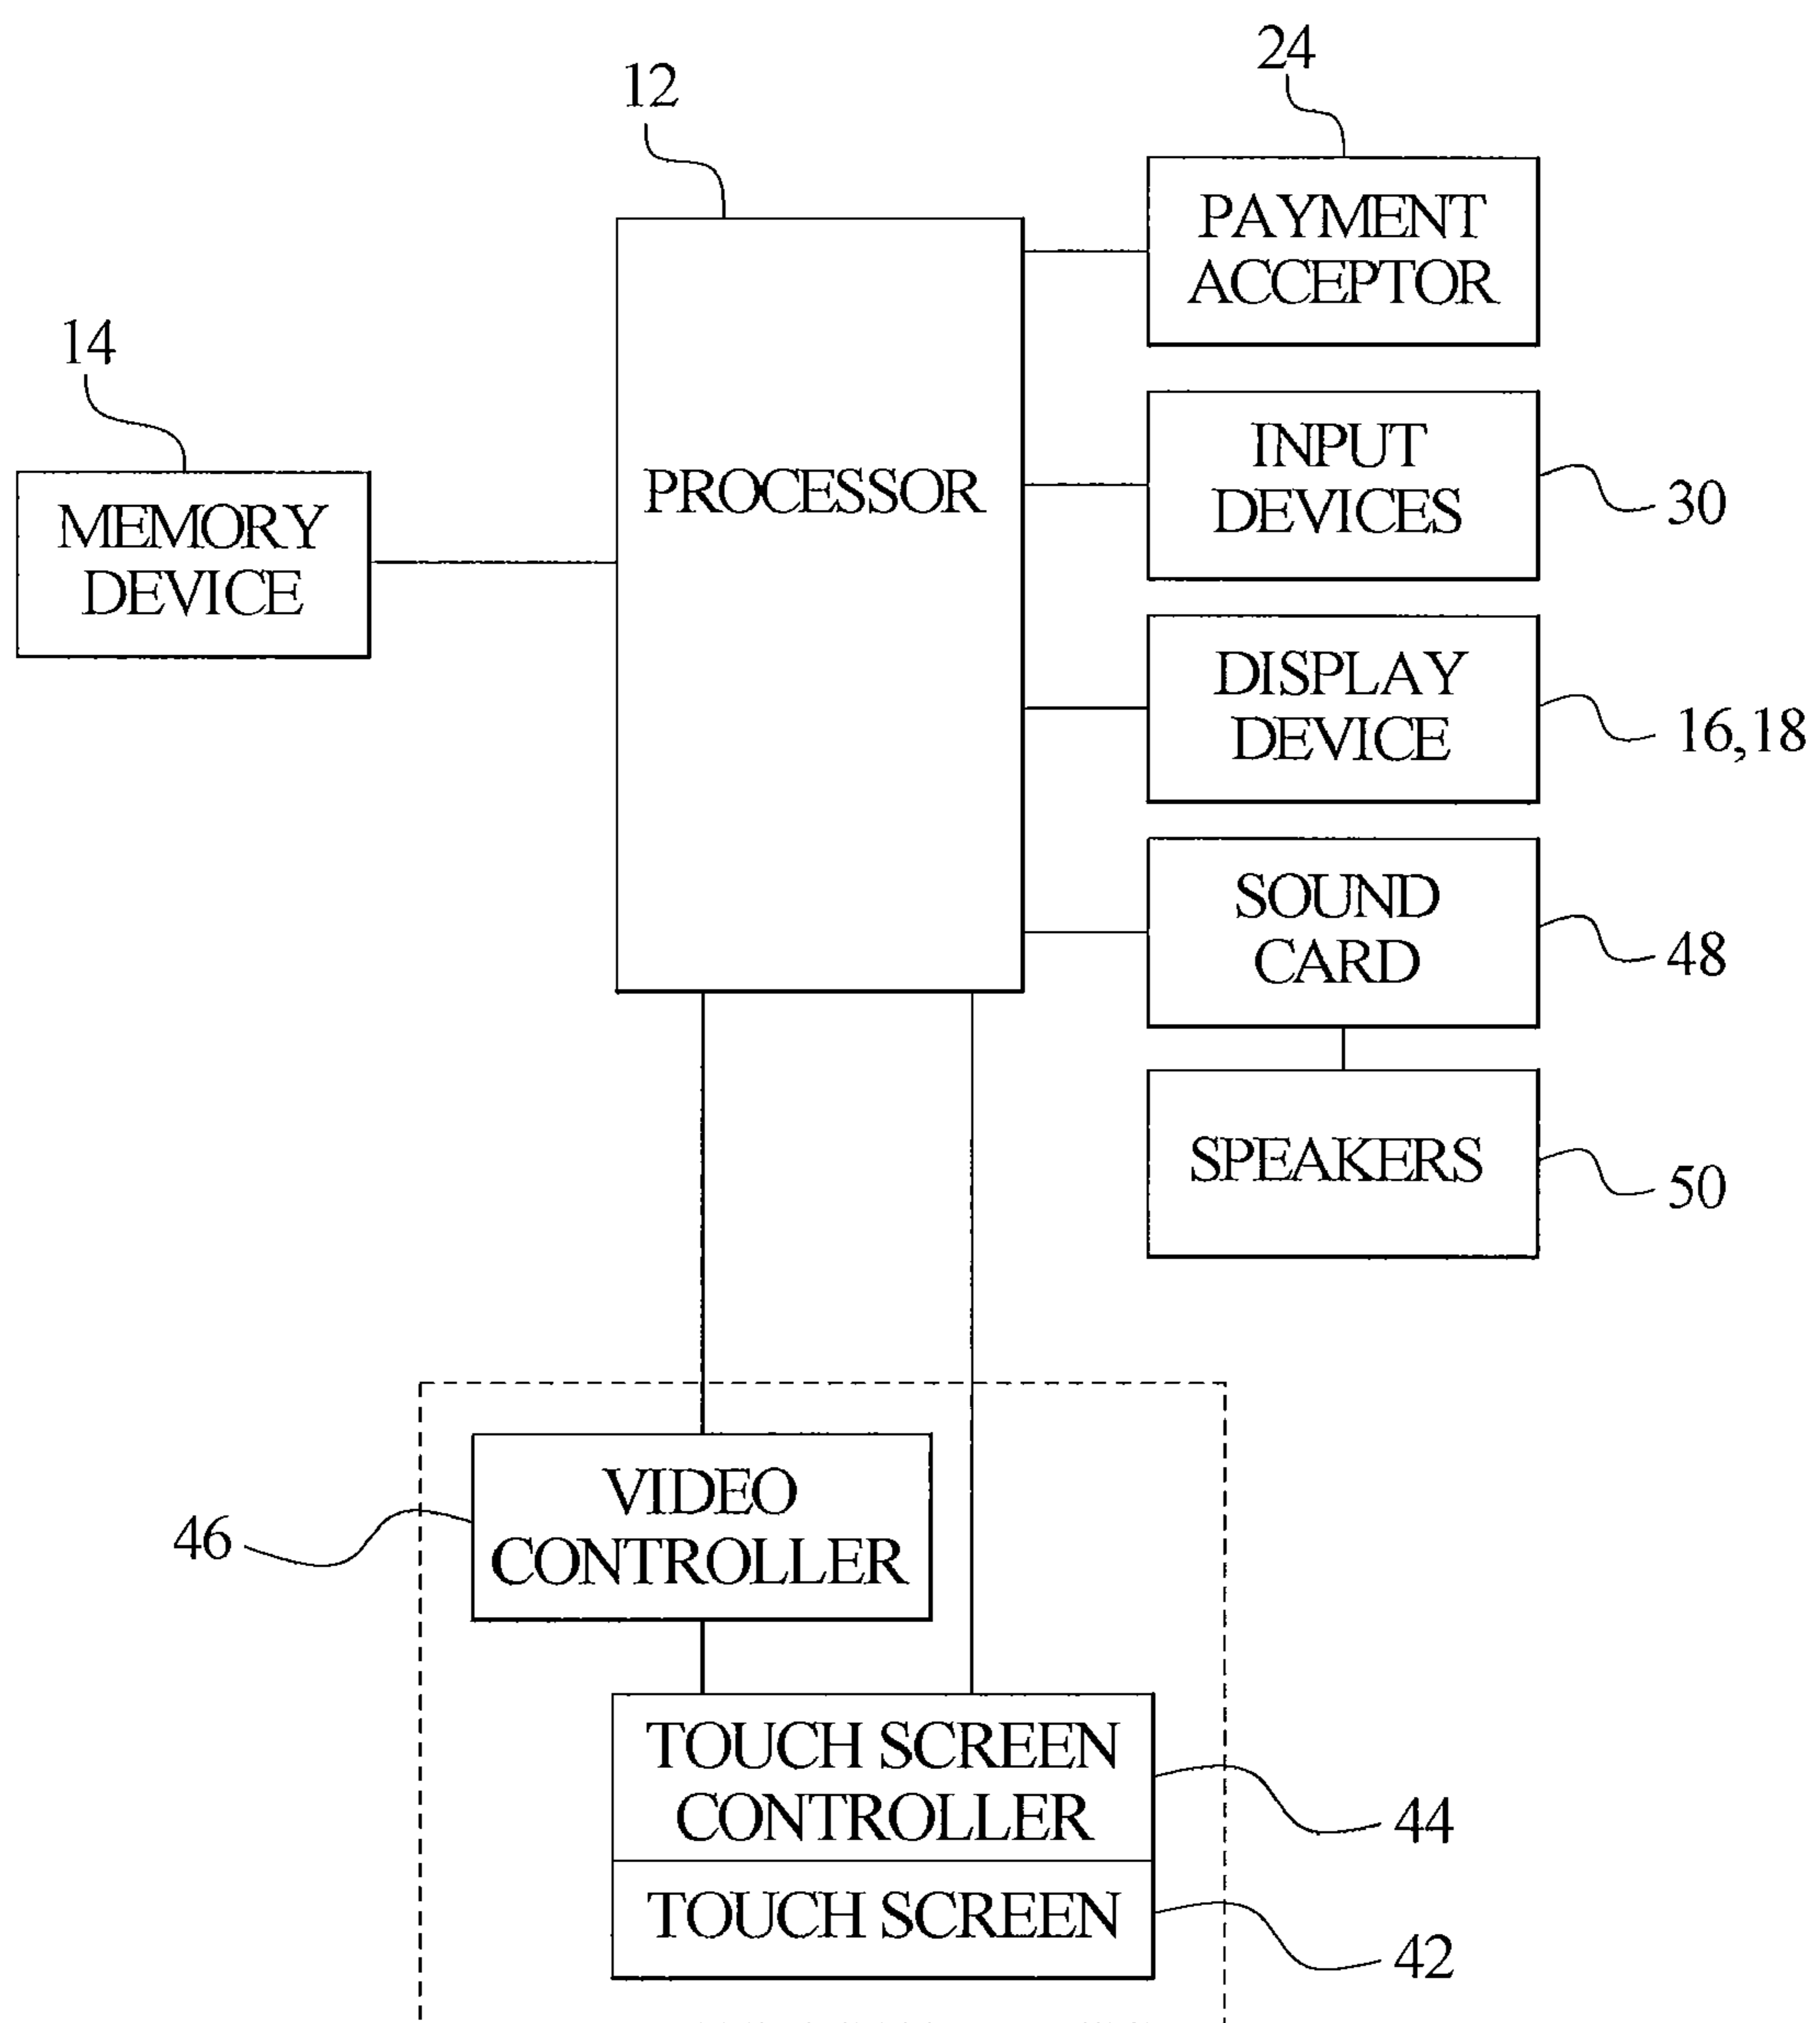 24
12
PAYMENT
ACCEPTOR
14
INPUT
DEVICES
30
PROCESSOR
MEMORY
DEVICE
DISPLAY
DEVICE
16,18
SOUND
CARD
48
SPEAKERS
50
VIDEO
CONTROLLER
46
TOUCH SCREEN
CONTROLLER
44
TOUCH SCREEN
42